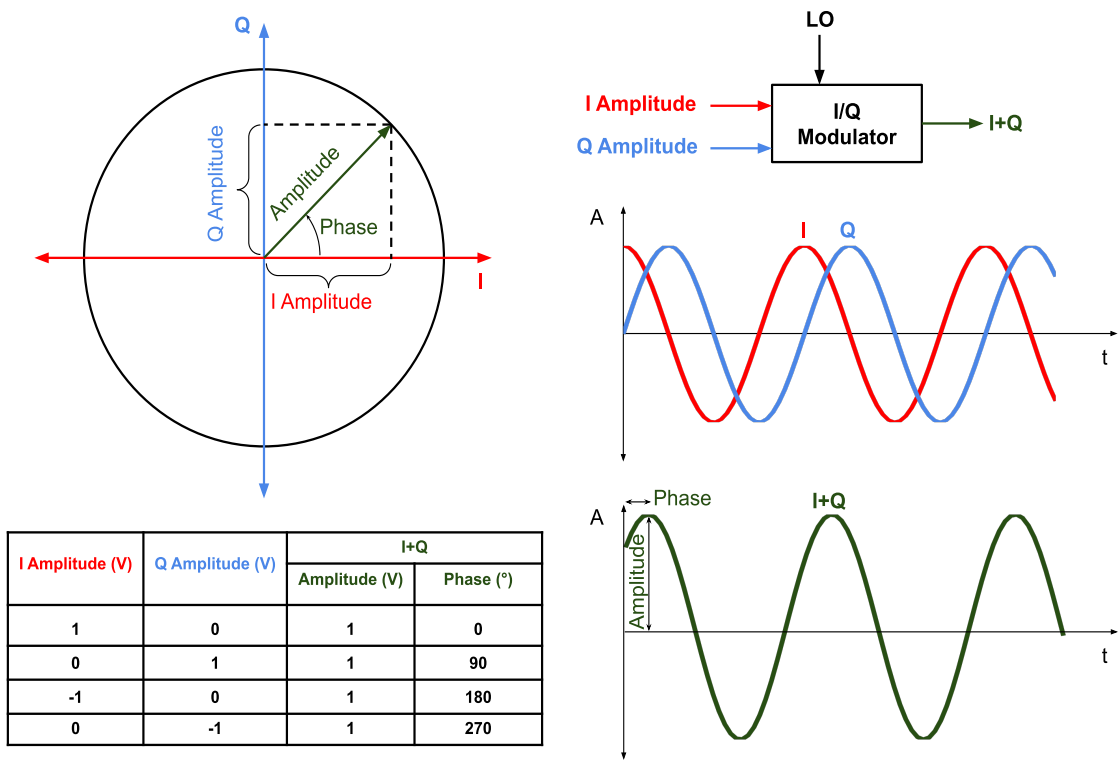 Q
Q Amplitude
Amplitude
Phase
I
I Amplitude
LO
I Amplitude
Q Amplitude
I/Q
Modulator
I+Q
A
I
Q
t
Phase
A
I+Q
Amplitude
t
I Amplitude (V)
Q Amplitude (V)
I+Q
Amplitude (V)
Phase (°)
1 0 1 0
0 1 1 90
-1 0 1 180
0 -1 1 270